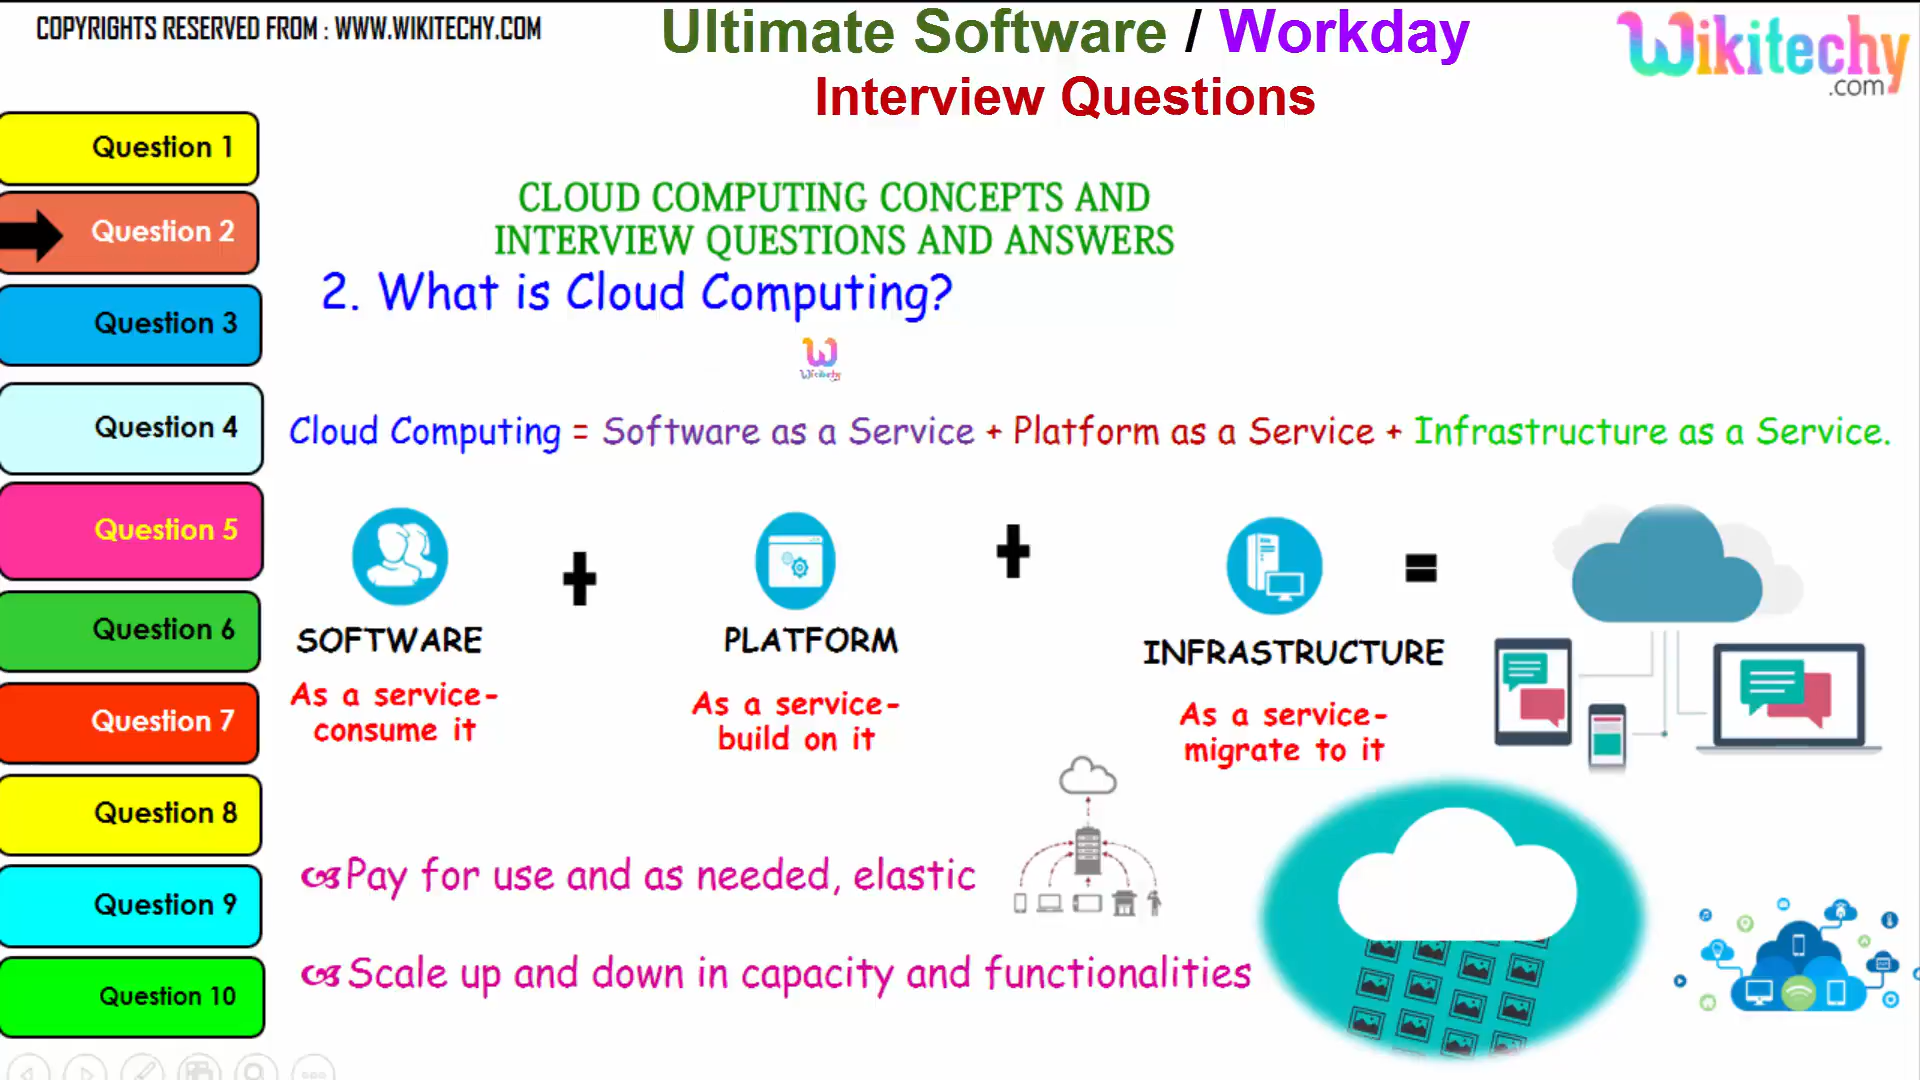 COPYRIGHTS RESERVED FROM : WWW.WIKITECHY.COM
Ultimate Software / Workday
Interview Questions
Wikitechy
.com
Question 1
Question 2
Question 3
Question 4
Question 5
Question 6
Question 7
Question 8
Question 9
Question 10
CLOUD COMPUTING CONCEPTS AND
INTERVIEW QUESTIONS AND ANSWERS
2. What is Cloud Computing?
W
Wikitechy
Cloud Computing = Software as a Service + Platform as a Service + Infrastructure as a Service.
SOFTWARE
As a service-
consume it
+
PLATFORM
As a service-
build on it
+
INFRASTRUCTURE
As a service-
migrate to it
=
Pay for use and as needed, elastic
Scale up and down in capacity and functionalities